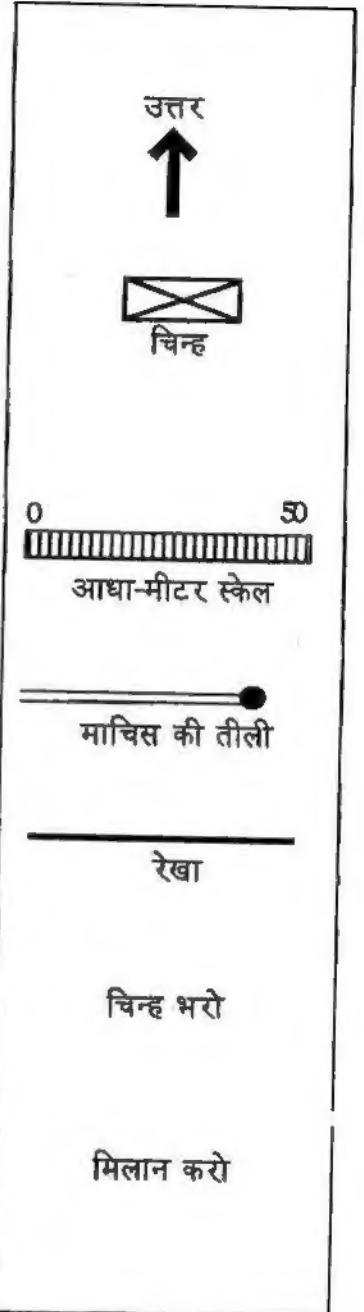 उत्तर
चिन्ह
0 50
आधा-मीटर स्केल
माचिस की तीली
रेखा
चिन्ह भरो
मिलान करो